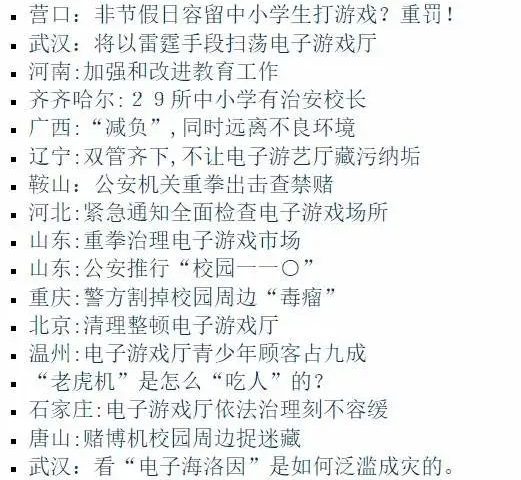 营口：非节假日容留中小学生打游戏？重罚！
武汉：将以雷霆手段扫荡电子游戏厅
河南:加强和改进教育工作
齐齐哈尔:２９所中小学有治安校长
广西:“减负”,同时远离不良环境
辽宁:双管齐下,不让电子游艺厅藏污纳垢
鞍山：公安机关重拳出击查禁赌
河北:紧急通知全面检查电子游戏场所
山东:重拳治理电子游戏市场
山东:公安推行“校园一一〇”
重庆:警方割掉校园周边“毒瘤”
北京:清理整顿电子游戏厅
温州:电子游戏厅青少年顾客占九成
“老虎机”是怎么“吃人”的?
石家庄:电子游戏厅依法治理刻不容缓
唐山:赌博机校园周边捉迷藏
武汉：看“电子海洛因”是如何泛滥成灾的。